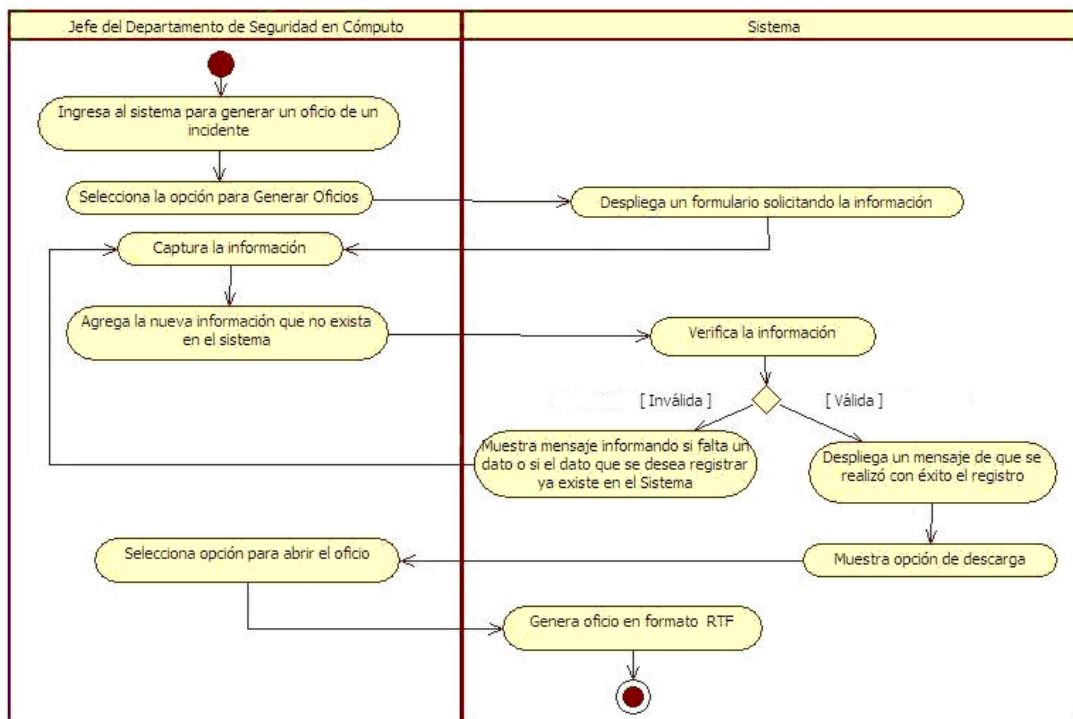 Jefe del Departamento de Seguridad en Cómputo
Sistema
Ingresa al sistema para generar un oficio de un
incidente
Selecciona la opción para Generar Oficios
Despliega un formulario solicitando la información
Captura la información
Agrega la nueva información que no exista
en el sistema
Verifica la información
[ Inválida ]
[ Válida ]
Muestra mensaje informando si falta un
dato o si el dato que se desea registrar
ya existe en el Sistema
Despliega un mensaje de que se
realizó con éxito el registro
Selecciona opción para abrir el oficio
Muestra opción de descarga
Genera oficio en formato RTF